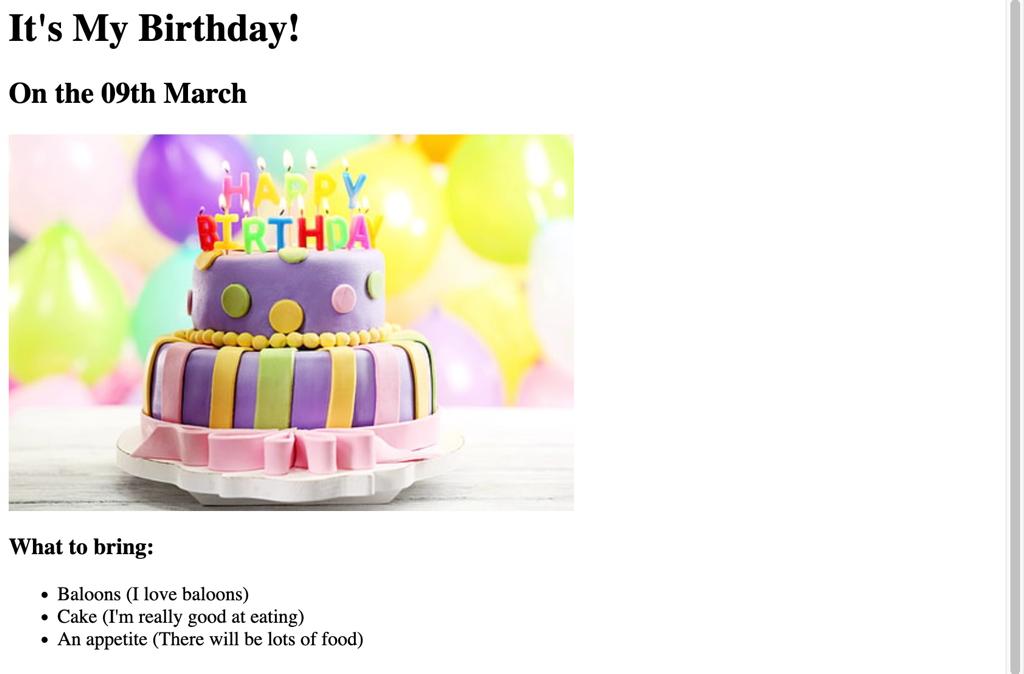 It's My Birthday!
On the 09th March
HAPPY
BIRTHDAY
What to bring:
Baloons (I love baloons)
Cake (I'm really good at eating)
An appetite (There will be lots of food)